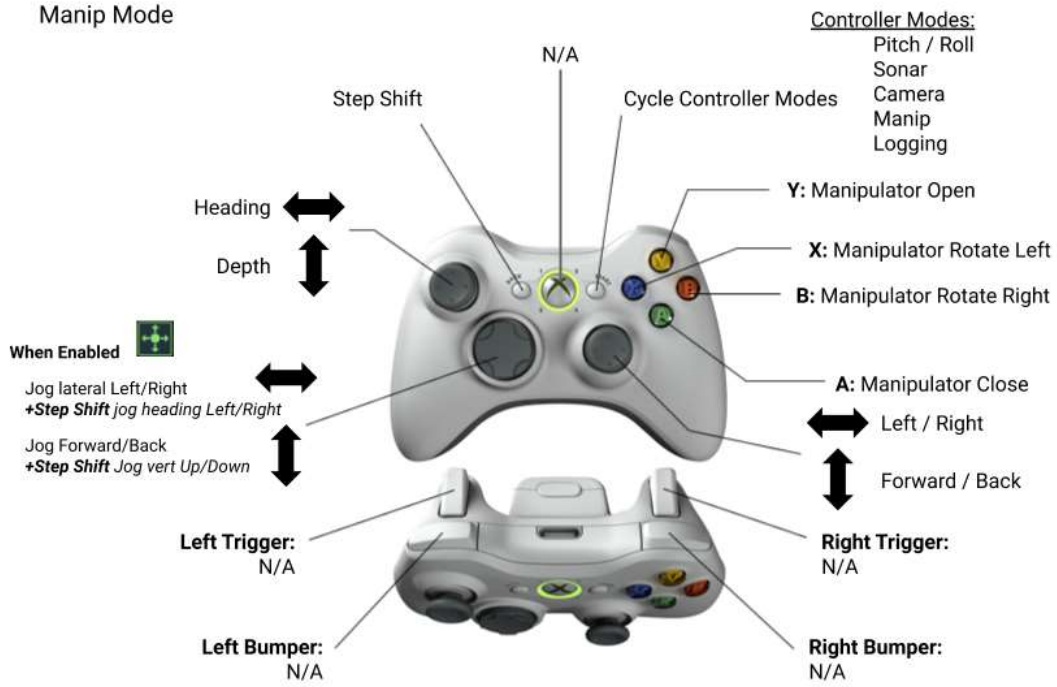 Manip Mode
Controller Modes:
Pitch / Roll
Sonar
Camera
Manip
Logging
N/A
Step Shift
Cycle Controller Modes
Y: Manipulator Open
Heading
X: Manipulator Rotate Left
Depth
B: Manipulator Rotate Right
When Enabled
A: Manipulator Close
Jog lateral Left/Right
+Step Shift jog heading Left/Right
Left / Right
Jog Forward/Back
+Step Shift Jog vert Up/Down
Forward / Back
Left Trigger:
N/A
Right Trigger:
N/A
Left Bumper:
N/A
Right Bumper:
N/A
Y
X
B
A